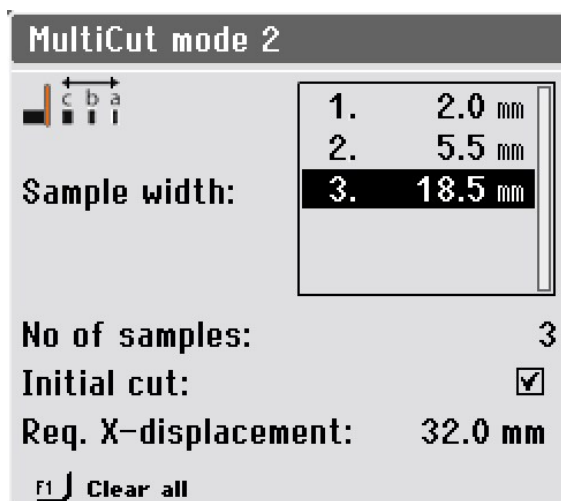 MultiCut mode 2
c b a
1. 2.0 mm
2. 5.5 mm
Sample width:
3. 18.5 mm
No of samples: 3
Initial cut:
Req. X-displacement: 32.0 mm
F1 Clear all